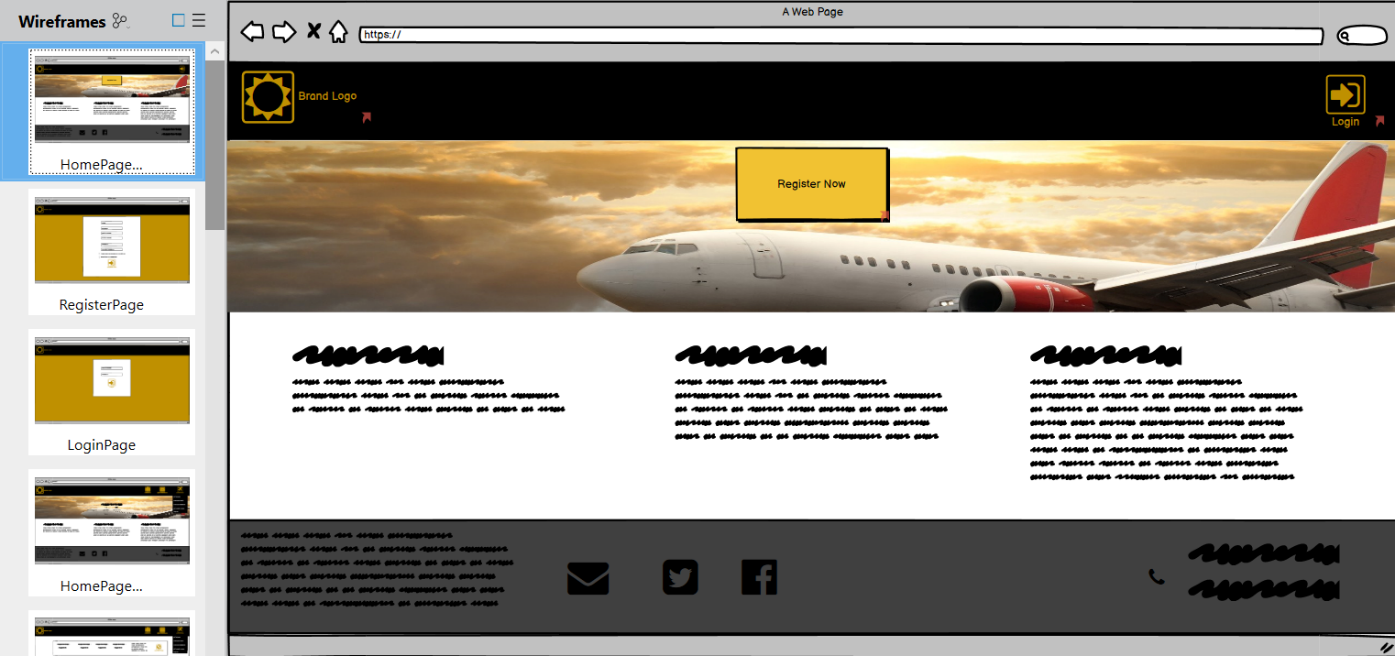 Wireframes
HomePage...
RegisterPage
LoginPage
HomePage...
A Web Page
https://
Brand Logo
Login
Register Now